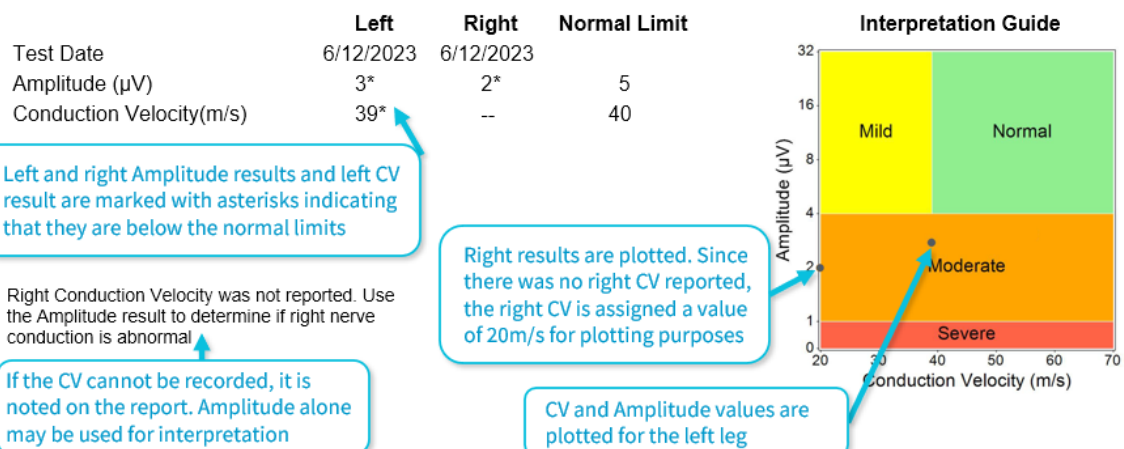 Left Right Normal Limit
Test Date 6/12/2023 6/12/2023
Amplitude (µV) 3* 2* 5
Conduction Velocity(m/s) 39* -- 40
Left and right Amplitude results and left CV
result are marked with asterisks indicating
that they are below the normal limits
Right Conduction Velocity was not reported. Use
the Amplitude result to determine if right nerve
conduction is abnormal
If the CV cannot be recorded, it is
noted on the report. Amplitude alone
may be used for interpretation
Right results are plotted. Since
there was no right CV reported,
the right CV is assigned a value
of 20m/s for plotting purposes
CV and Amplitude values are
plotted for the left leg
Interpretation Guide
Amplitude (µV)
32
16
8
4
2
1
0
Mild Normal
Moderate
Severe
20 30 40 50 60 70
Conduction Velocity (m/s)